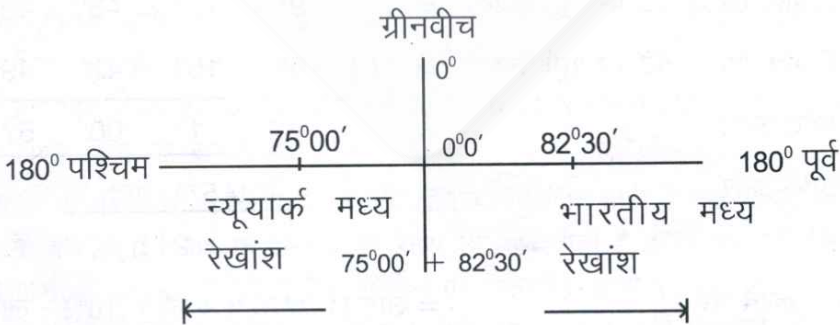 ग्रीनवीच
0⁰
75⁰00′ 0⁰0′ 82⁰30′
180⁰ पश्चिम 180⁰ पूर्व
न्यूयार्क मध्य भारतीय मध्य
रेखांश 75⁰00′ + 82⁰30′ रेखांश